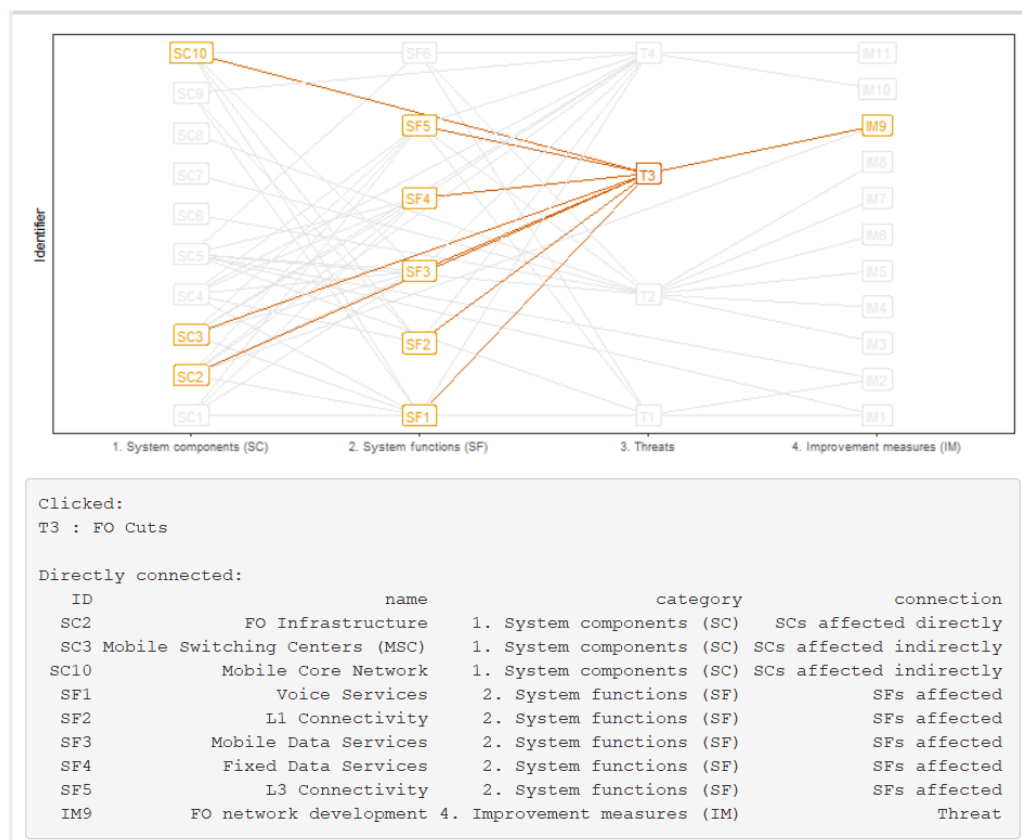 SC10 SF6 T4 IM11
SC9 IM10
SC8 SF5 IM9
SC7 T3 IM8
SC6 SF4 IM7
IM6
SC5 SF3 IM5
SC4 T2 IM4
SC3 SF2 IM3
SC2 IM2
SC1 SF1 T1 IM1
Identifier
1. System components (SC) 2. System functions (SF) 3. Threats 4. Improvement measures (IM)
Clicked:
T3 : FO Cuts
Directly connected:
ID name category connection
SC2 FO Infrastructure 1. System components (SC) SCs affected directly
SC3 Mobile Switching Centers (MSC) 1. System components (SC) SCs affected indirectly
SC10 Mobile Core Network 1. System components (SC) SCs affected indirectly
SF1 Voice Services 2. System functions (SF) SFs affected
SF2 L1 Connectivity 2. System functions (SF) SFs affected
SF3 Mobile Data Services 2. System functions (SF) SFs affected
SF4 Fixed Data Services 2. System functions (SF) SFs affected
SF5 L3 Connectivity 2. System functions (SF) SFs affected
IM9 FO network development 4. Improvement measures (IM) Threat